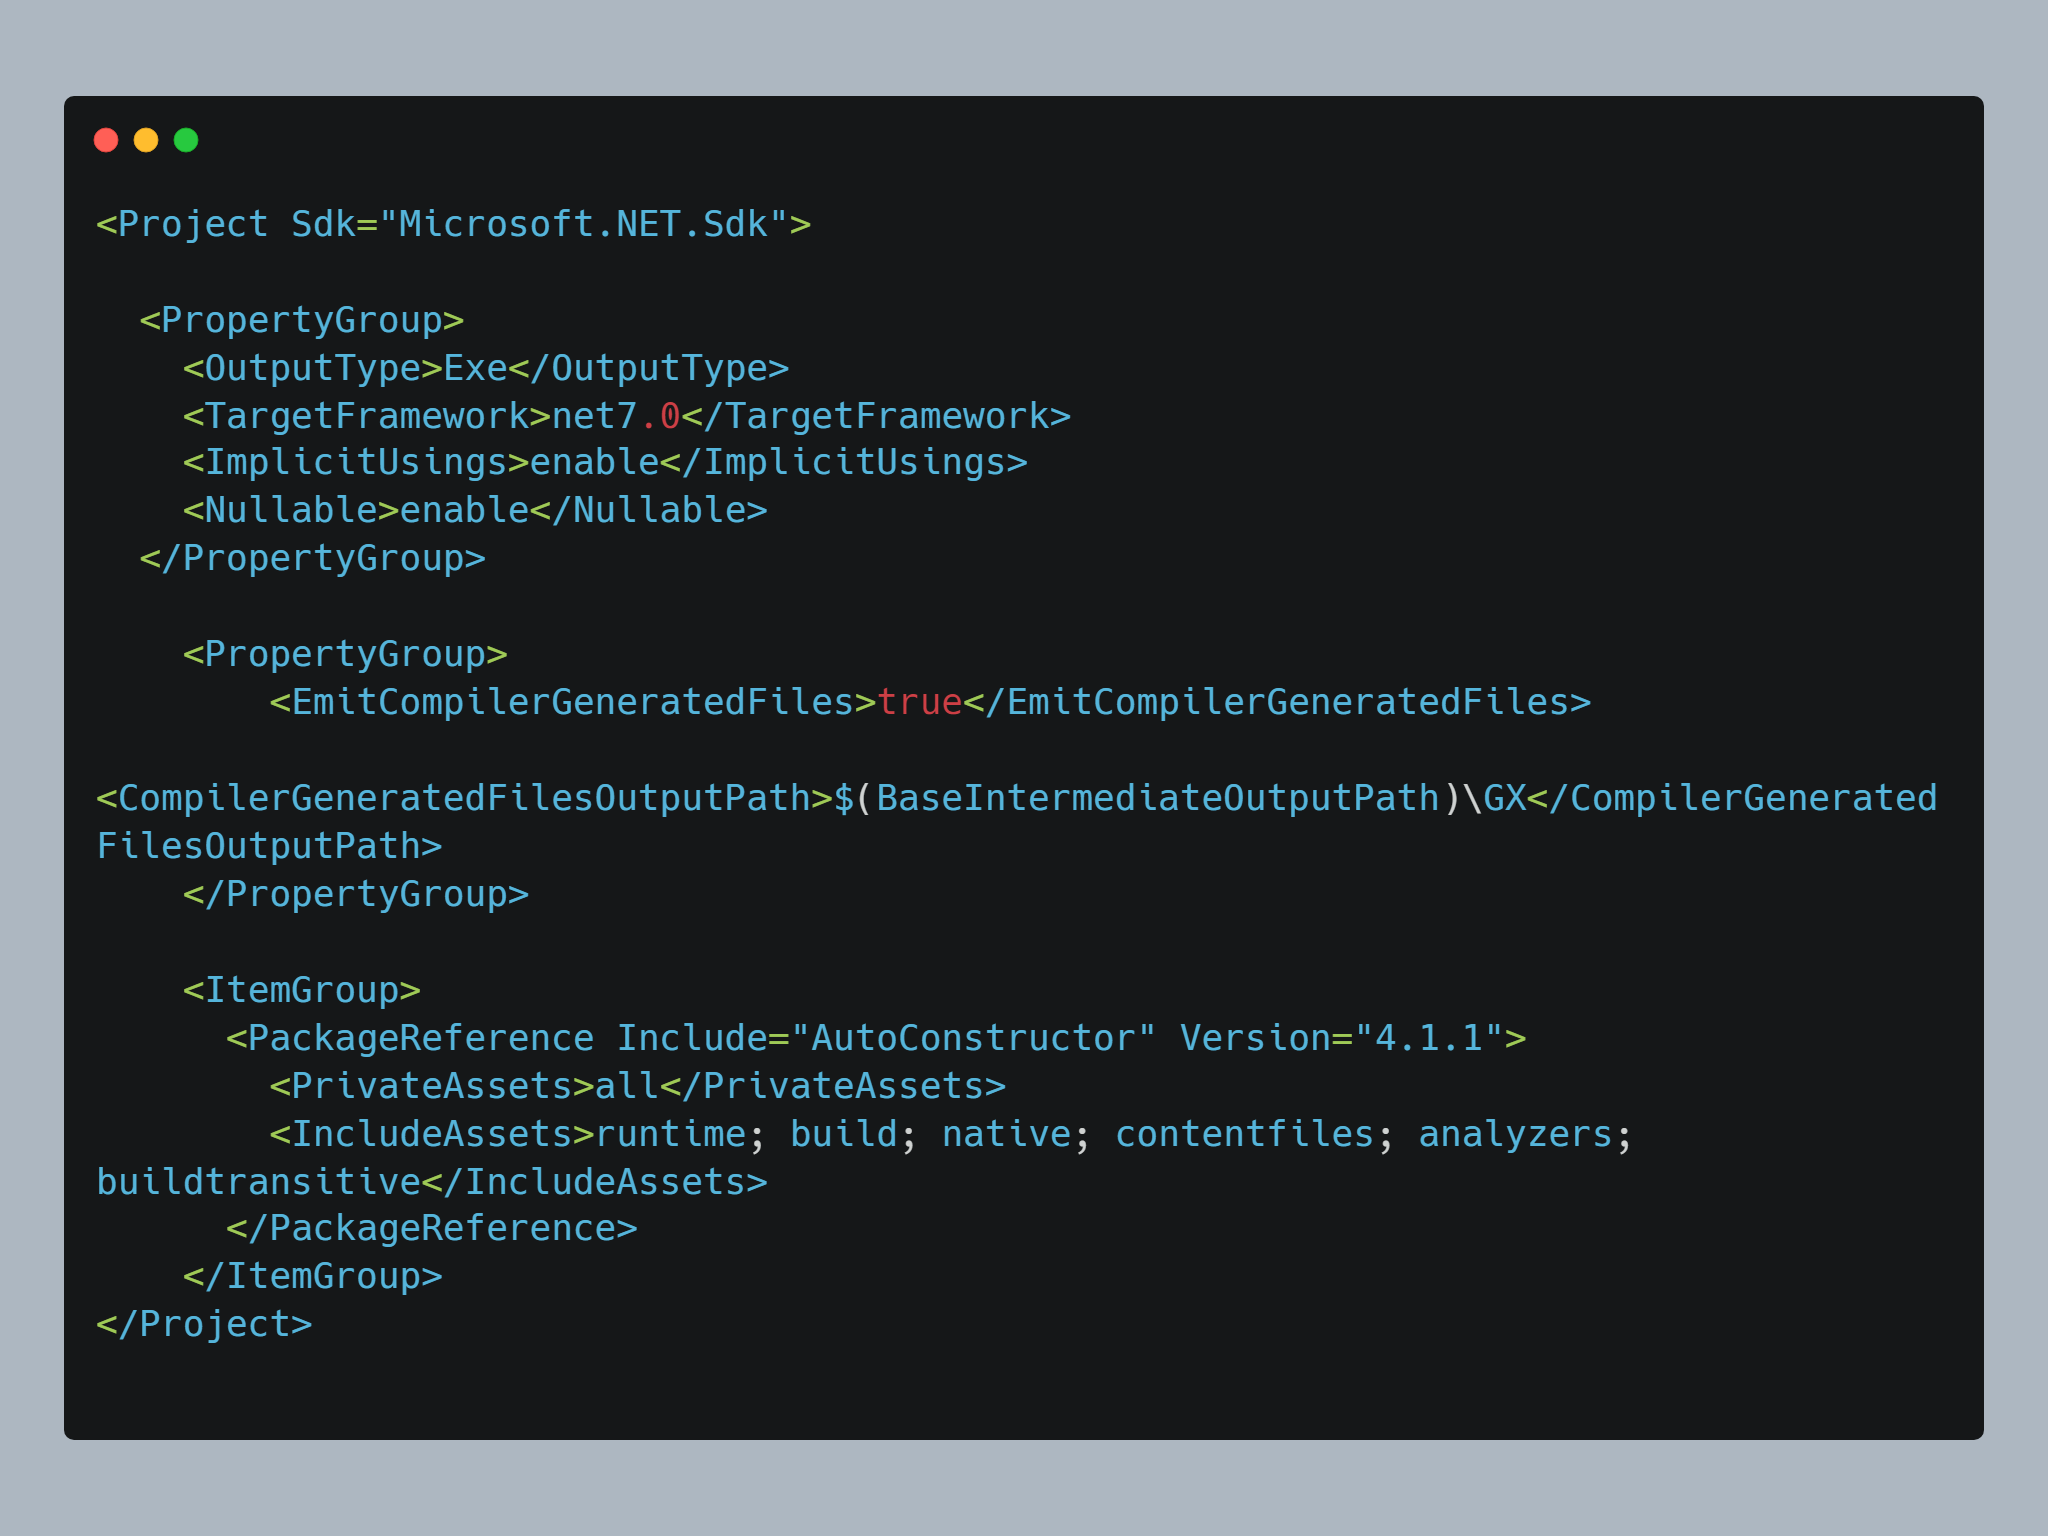 <Project Sdk="Microsoft.NET.Sdk">
<PropertyGroup>
<OutputType>Exe</OutputType>
<TargetFramework>net7.0</TargetFramework>
<ImplicitUsings>enable</ImplicitUsings>
<Nullable>enable</Nullable>
</PropertyGroup>
<PropertyGroup>
<EmitCompilerGeneratedFiles>true</EmitCompilerGeneratedFiles>
<CompilerGeneratedFilesOutputPath>$(BaseIntermediateOutputPath)\GX</CompilerGenerated
FilesOutputPath>
</PropertyGroup>
<ItemGroup>
<PackageReference Include="AutoConstructor" Version="4.1.1">
<PrivateAssets>all</PrivateAssets>
<IncludeAssets>runtime; build; native; contentfiles; analyzers;
buildtransitive</IncludeAssets>
</PackageReference>
</ItemGroup>
</Project>